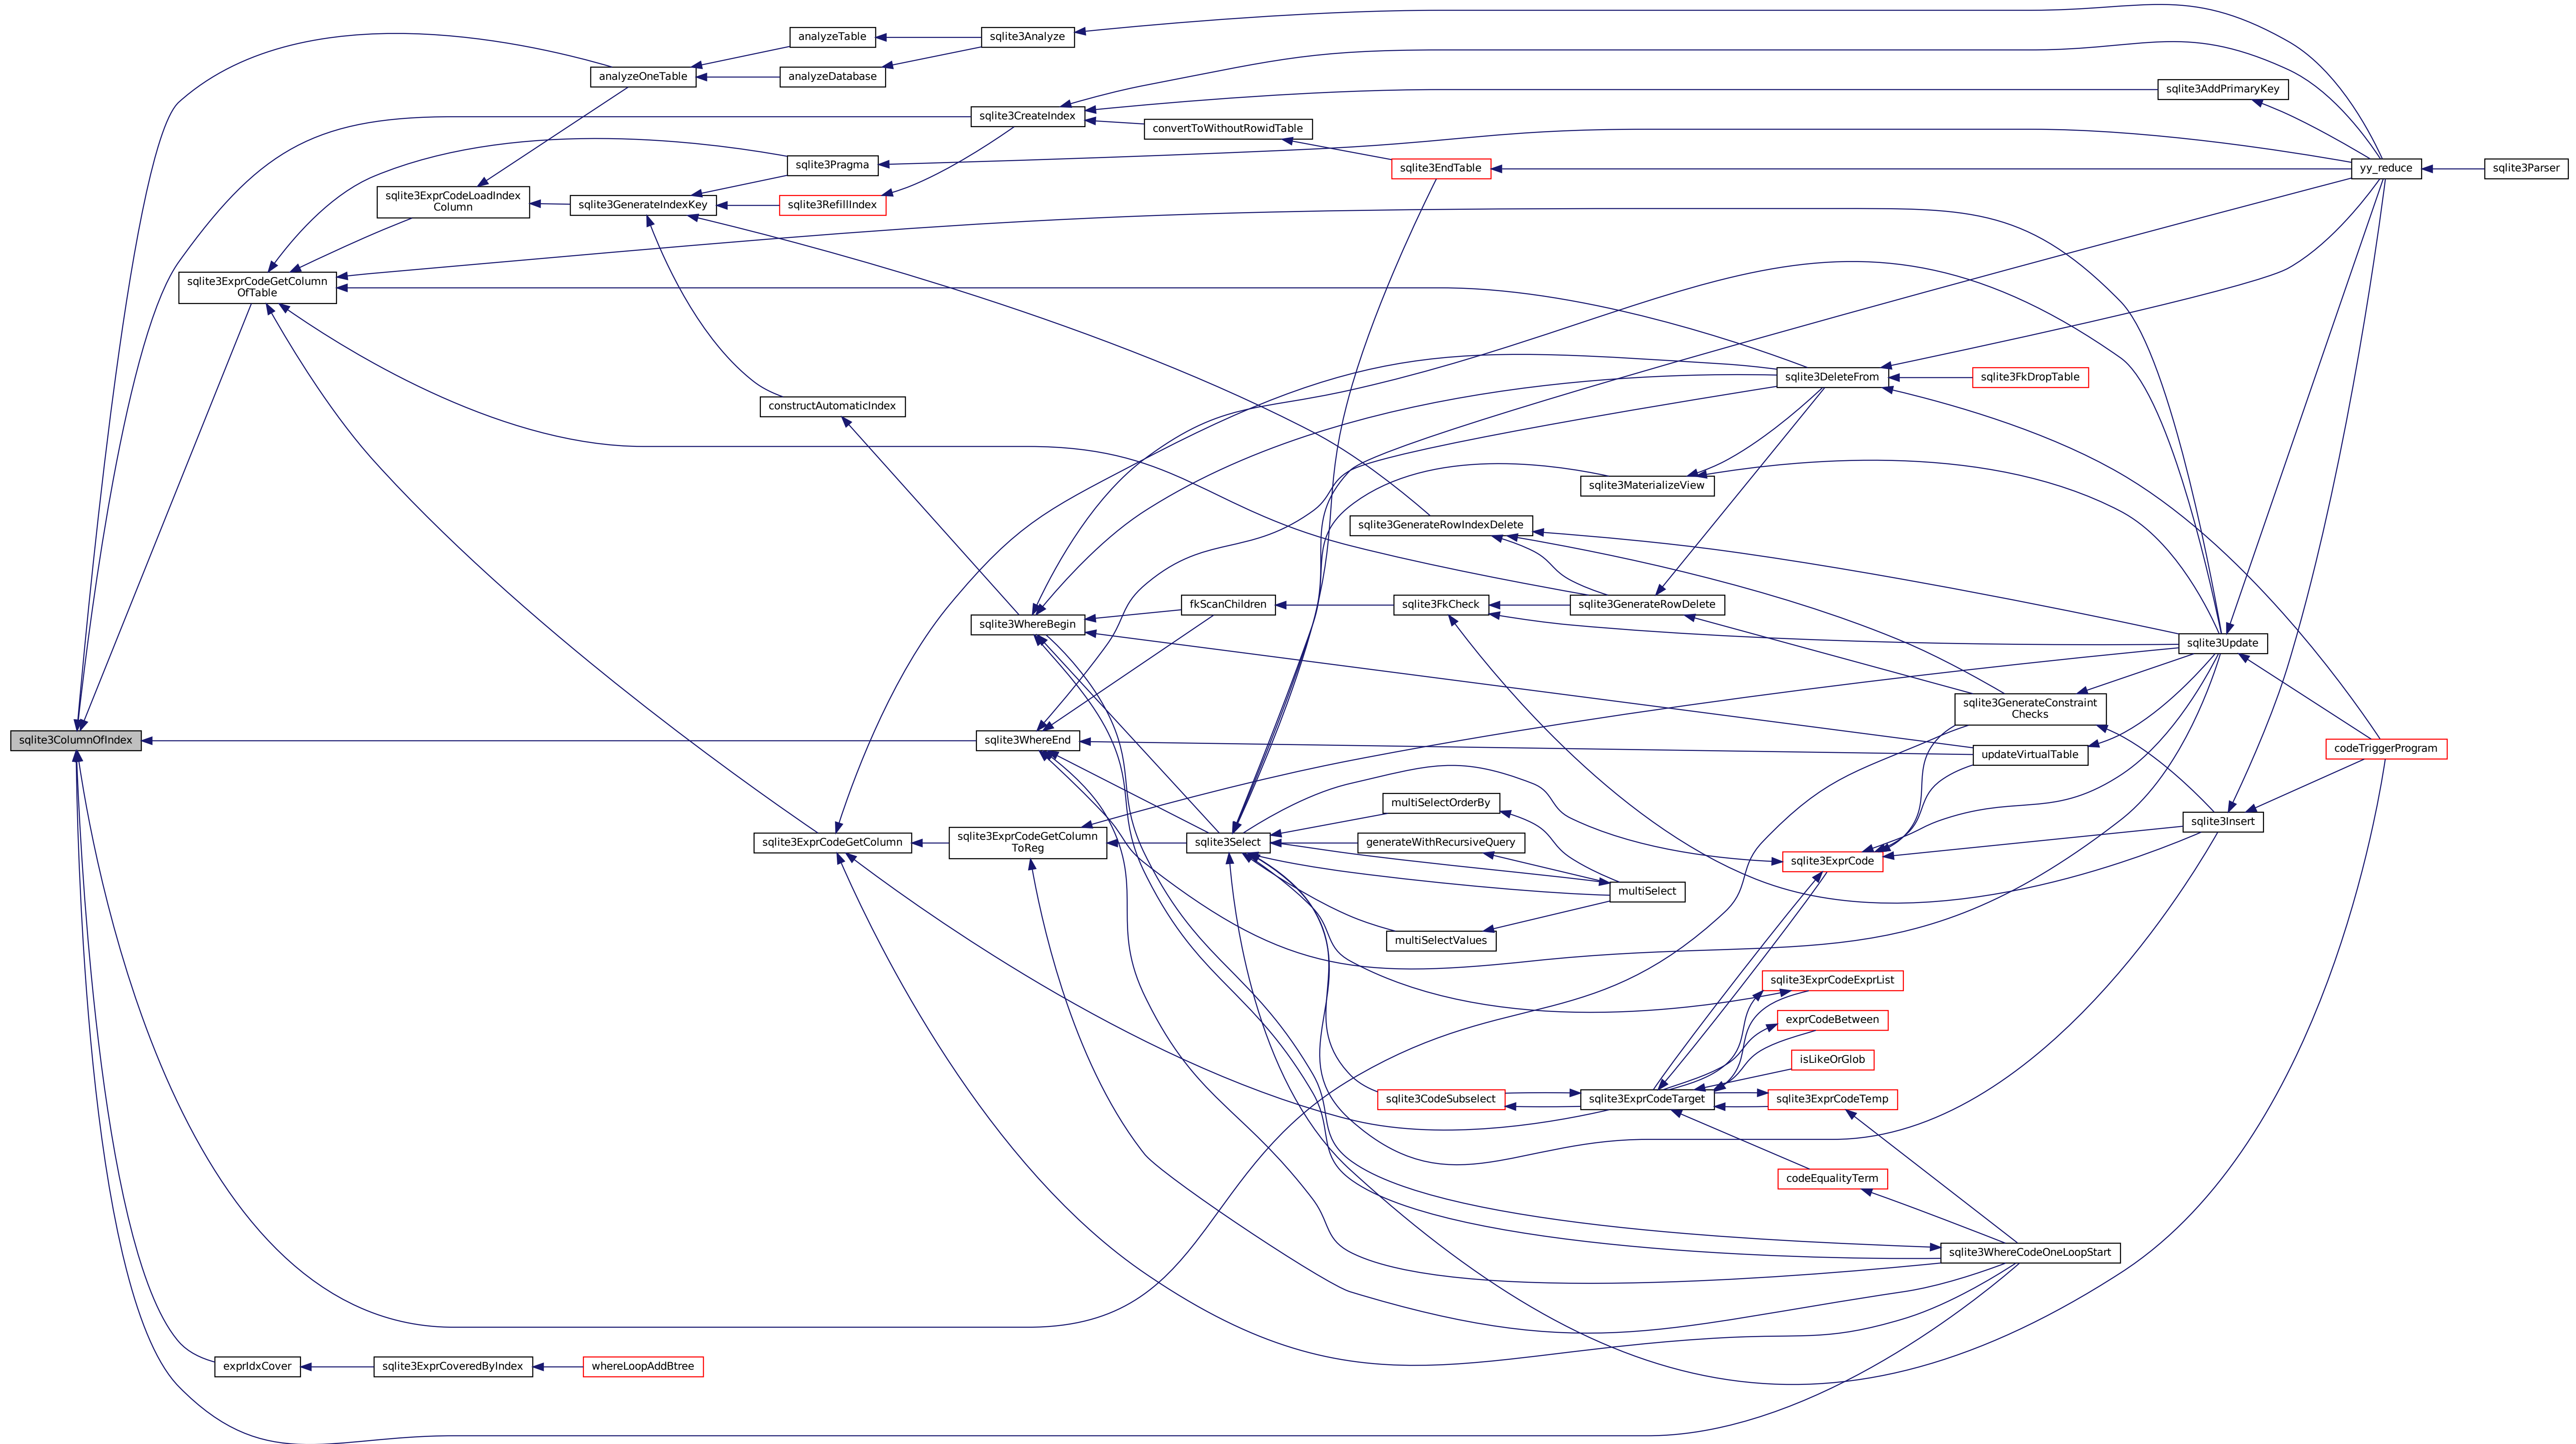 analyzeTable
sqlite3Analyze
analyzeOneTable
analyzeDatabase
sqlite3AddPrimaryKey
sqlite3CreateIndex
convertToWithoutRowidTable
sqlite3Pragma
sqlite3EndTable
yy_reduce
sqlite3Parser
sqlite3ExprCodeLoadIndex
Column
sqlite3GenerateIndexKey
sqlite3RefillIndex
sqlite3ExprCodeGetColumn
OfTable
sqlite3DeleteFrom
sqlite3FkDropTable
constructAutomaticIndex
sqlite3MaterializeView
sqlite3GenerateRowIndexDelete
fkScanChildren
sqlite3FkCheck
sqlite3GenerateRowDelete
sqlite3WhereBegin
sqlite3Update
sqlite3GenerateConstraint
Checks
sqlite3ColumnOfIndex
sqlite3WhereEnd
updateVirtualTable
codeTriggerProgram
multiSelectOrderBy
sqlite3Insert
sqlite3ExprCodeGetColumn
sqlite3ExprCodeGetColumn
ToReg
sqlite3Select
generateWithRecursiveQuery
sqlite3ExprCode
multiSelect
multiSelectValues
sqlite3ExprCodeExprList
exprCodeBetween
isLikeOrGlob
sqlite3CodeSubselect
sqlite3ExprCodeTarget
sqlite3ExprCodeTemp
codeEqualityTerm
sqlite3WhereCodeOneLoopStart
exprIdxCover
sqlite3ExprCoveredByIndex
whereLoopAddBtree